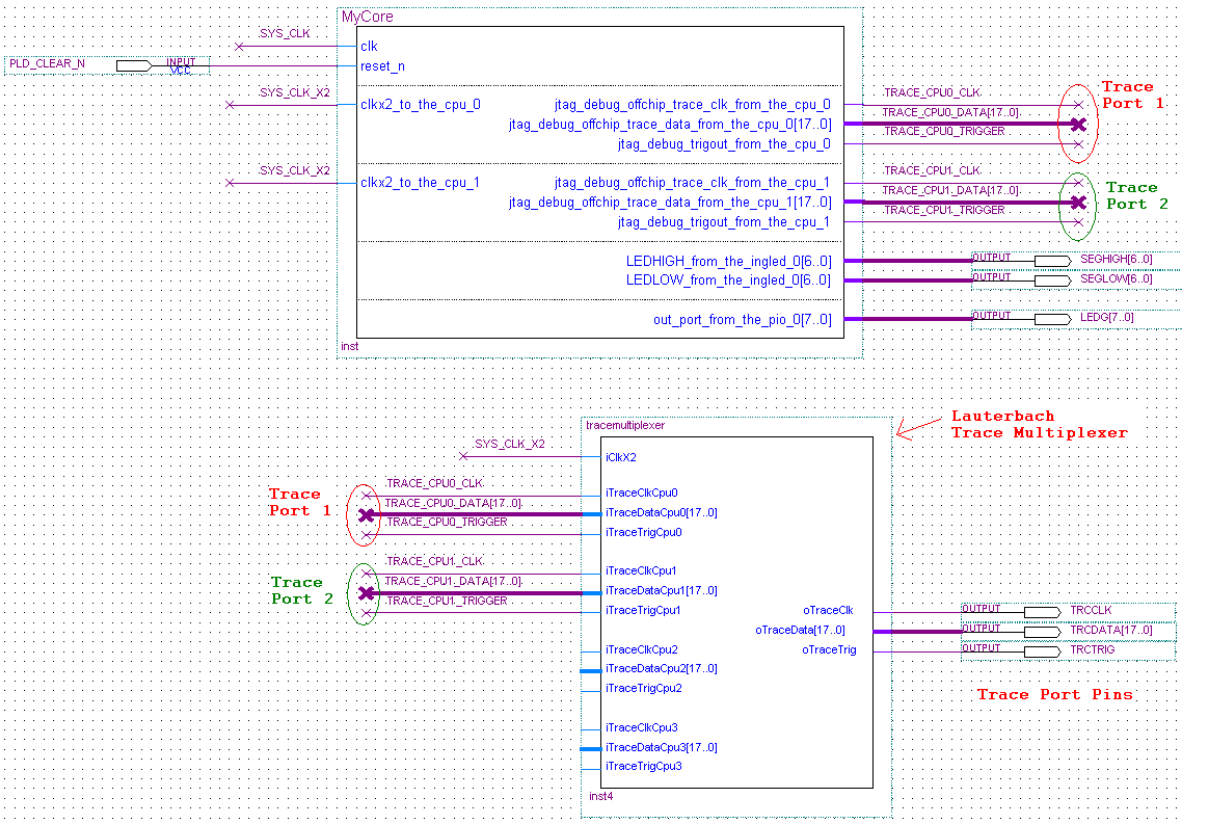 MyCore
SYS_CLK
clk
PLD_CLEAR_N
INPUT
VCC
reset_n
SYS_CLK_X2
clkx2_to_the_cpu_0
jtag_debug_offchip_trace_clk_from_the_cpu_0
TRACE_CPU0_CLK
jtag_debug_offchip_trace_data_from_the_cpu_0[17..0]
TRACE_CPU0_DATA[17..0]
jtag_debug_trigout_from_the_cpu_0
TRACE_CPU0_TRIGGER
Trace
Port 1
SYS_CLK_X2
clkx2_to_the_cpu_1
jtag_debug_offchip_trace_clk_from_the_cpu_1
TRACE_CPU1_CLK
jtag_debug_offchip_trace_data_from_the_cpu_1[17..0]
TRACE_CPU1_DATA[17..0]
jtag_debug_trigout_from_the_cpu_1
TRACE_CPU1_TRIGGER
Trace
Port 2
LEDHIGH_from_the_ingled_0[6..0]
OUTPUT
SEGHIGH[6..0]
LEDLOW_from_the_ingled_0[6..0]
OUTPUT
SEGLOW[6..0]
out_port_from_the_pio_0[7..0]
OUTPUT
LEDG[7..0]
inst
Lauterbach
Trace Multiplexer
tracemultiplexer
SYS_CLK_X2
iClkX2
Trace
Port 1
TRACE_CPU0_CLK
iTraceClkCpu0
TRACE_CPU0_DATA[17..0]
iTraceDataCpu0[17..0]
TRACE_CPU0_TRIGGER
iTraceTrigCpu0
Trace
Port 2
TRACE_CPU1_CLK
iTraceClkCpu1
TRACE_CPU1_DATA[17..0]
iTraceDataCpu1[17..0]
TRACE_CPU1_TRIGGER
iTraceTrigCpu1
oTraceClk
OUTPUT
TRCCLK
oTraceData[17..0]
OUTPUT
TRCDATA[17..0]
oTraceTrig
OUTPUT
TRCTRIG
iTraceClkCpu2
iTraceDataCpu2[17..0]
iTraceTrigCpu2
Trace Port Pins
iTraceClkCpu3
iTraceDataCpu3[17..0]
iTraceTrigCpu3
inst4